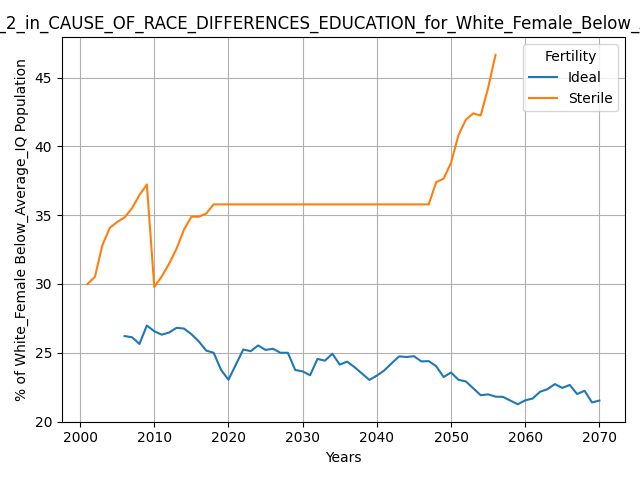 _2_in_CAUSE_OF_RACE_DIFFERENCES_EDUCATION_for_White_Female_Below_
Fertility
Ideal
Sterile
% of White_Female Below_Average_IQ Population
45
40
35
30
25
20
2000
2010
2020
2030
2040
2050
2060
2070
Years